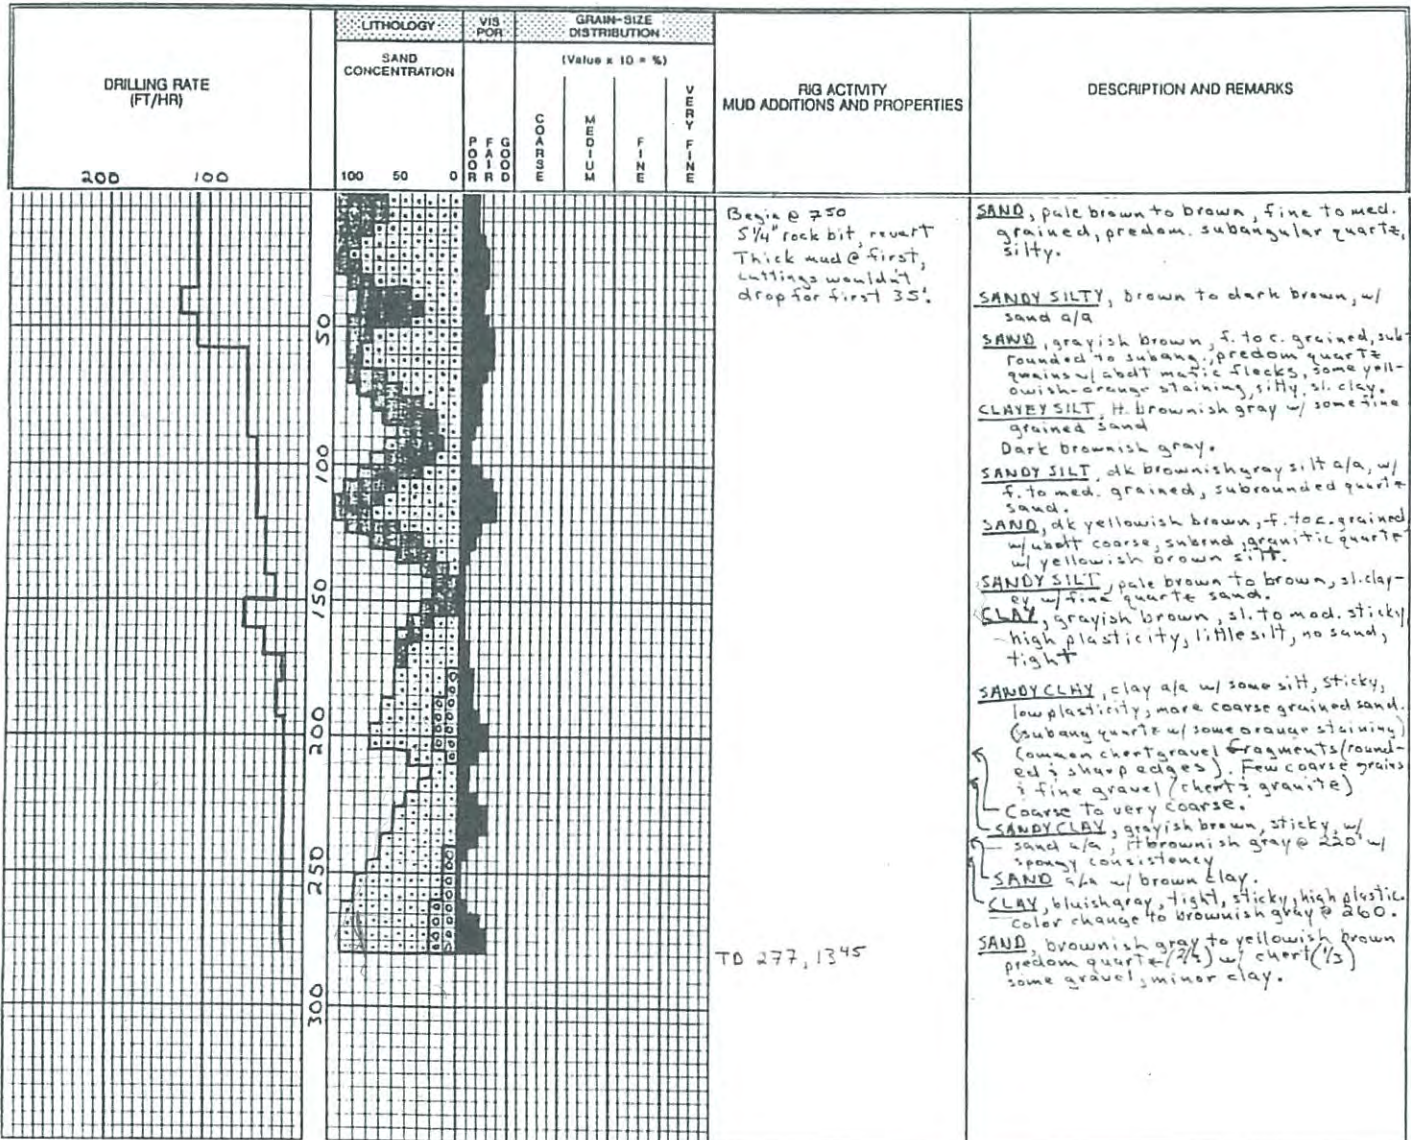 LITHOLOGY
VIS
POR
GRAIN-SIZE
DISTRIBUTION
SAND
CONCENTRATION
(Value x 10 = %)
DRILLING RATE
(FT/HR)
RIG ACTIVITY
MUD ADDITIONS AND PROPERTIES
DESCRIPTION AND REMARKS
200 100
100 50 0
POOR
FAIR
GOOD
COARSE
MEDIUM
FINE
VERY FINE
50
100
150
200
250
300
Begin @ 750
5 1/4" rock bit, revert
Thick mud @ first,
cuttings wouldn't
drop for first 35'.
TD 277, 1345
SAND, pale brown to brown, fine to med.
grained, predom. subangular quartz,
silty.
SANDY SILTY, brown to dark brown, w/
sand a/a
SAND, grayish brown, f. to c. grained, sub-
rounded to subang., predom quartz
w/ abdt mafic flecks, some yell-
owish-orange staining, silty, sl. clay.
CLAYEY SILT, lt. brownish gray w/ some fine
grained sand
Dark brownish gray.
SANDY SILT, dk brownish gray silt a/a, w/
f. to med. grained, subrounded quartz
sand.
SAND, dk yellowish brown, f. to c. grained
w/ coarse, subrnd, granitic quartz
w/ yellowish brown silt.
SANDY SILT, pale brown to brown, sl. clay-
ey w/ fine quartz sand.
CLAY, grayish brown, sl. to mod. sticky,
high plasticity, little silt, no sand,
tight
SANDY CLAY, clay a/a w/ some silt, sticky,
low plasticity, more coarse grained sand.
(subang quartz w/ some orange staining)
Common chert gravel fragments (round-
ed & sharp edges). Few coarse grains
& fine gravel (chert & granite)
Coarse to very coarse.
SANDY CLAY, grayish brown, sticky, w/
sand a/a, lt brownish gray @ 220' w/
spongy consistency
SAND a/a w/ brown clay.
CLAY, bluish gray, tight, sticky, high plastic.
color change to brownish gray @ 260.
SAND, brownish gray to yellowish brown
predom quartz (2/3) w/ chert (1/3)
some gravel, minor clay.